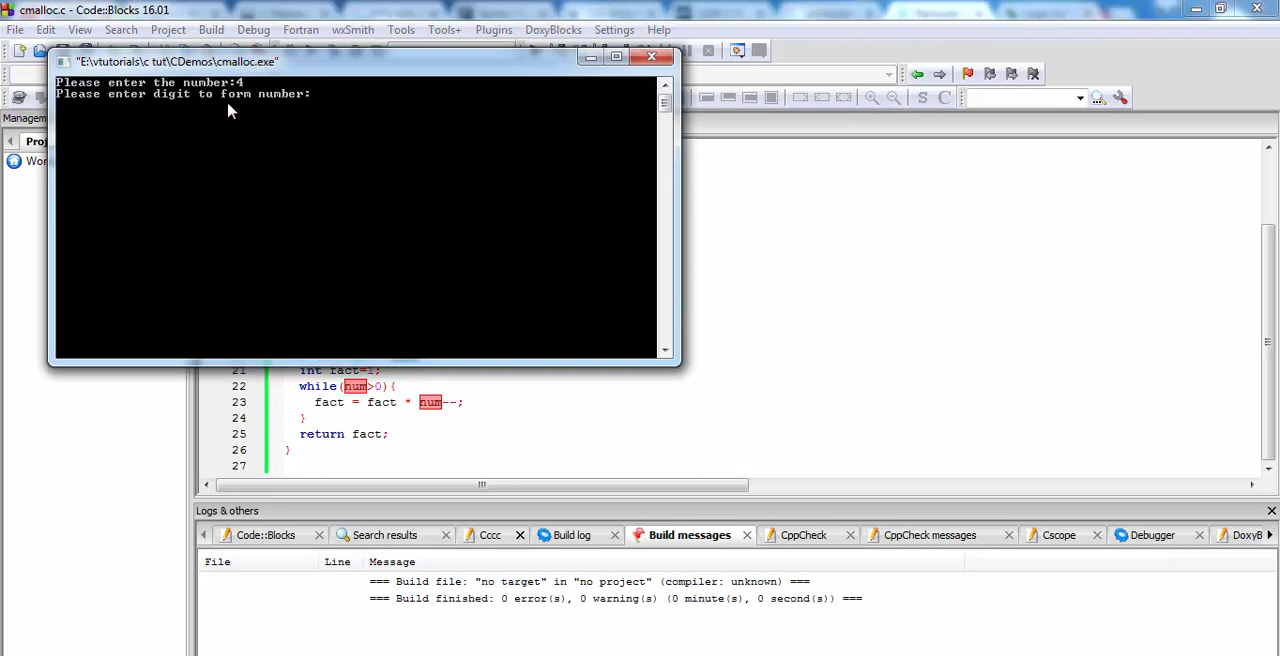 cmalloc.c - Code::Blocks 16.01
File Edit View Search Project Build Debug Fortran wxSmith Tools Tools+ Plugins DoxyBlocks Settings Help
"E:\vtutorials\c tut\CDemos\cmalloc.exe"
Please enter the number:4
Please enter digit to form number:
S C
Managem
Proj
Wor
21 int fact=1;
22 while(num>0){
23 fact = fact * num--;
24 }
25 return fact;
26 }
27
Logs & others
Code::Blocks Search results Cccc Build log Build messages CppCheck CppCheck messages Cscope Debugger DoxyB
File Line Message
=== Build file: "no target" in "no project" (compiler: unknown) ===
=== Build finished: 0 error(s), 0 warning(s) (0 minute(s), 0 second(s)) ===